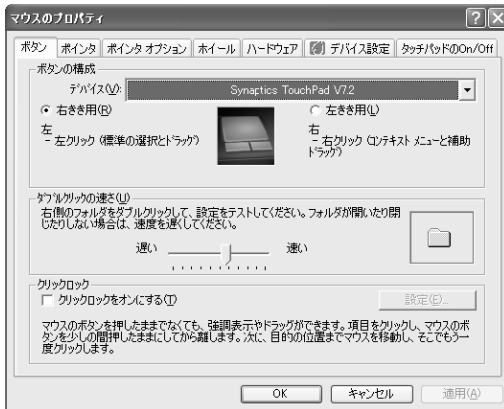 マウスのプロパティ
ボタン ポインタ ポインタ オプション ホイール ハードウェア デバイス設定 タッチパッドのOn/Off
ボタンの構成
デバイス(V): Synaptics TouchPad V7.2
右きき用(R) 左きき用(L)
左 右
- 左クリック (標準の選択とドラッグ) - 右クリック (コンテキスト メニューと補助
ドラッグ)
ダブルクリックの速さ(U)
右側のフォルダをダブルクリックして、設定をテストしてください。フォルダが開いたり閉
じたりしない場合は、速度を遅くしてください。
遅い 速い
クリックロック
クリックロックをオンにする(T) 設定(E)...
マウスのボタンを押したままでなくても、強調表示やドラッグができます。項目をクリックし、マウスのボ
タンを少しの間押したままにしてから離します。次に、目的の位置までマウスを移動し、そこでもう一
度クリックします。
OK キャンセル 適用(A)